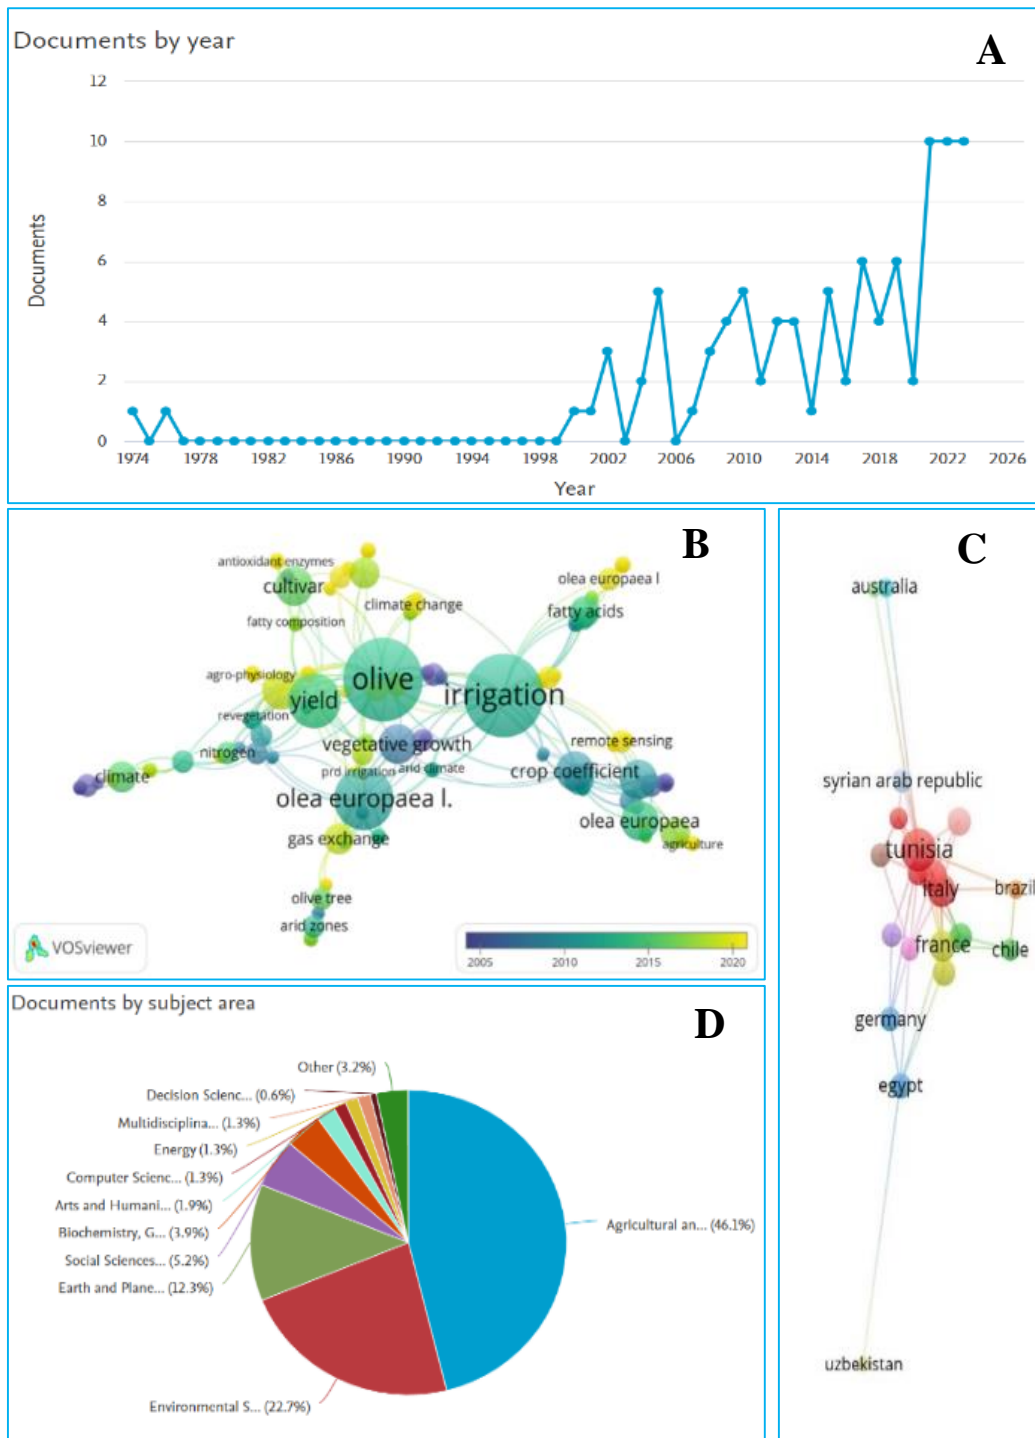 Documents by year
A
12
10
8
6
4
2
0
Documents
1974 1978 1982 1986 1990 1994 1998 2002 2006 2010 2014 2018 2022 2026
Year
B
antioxidant enzymes
cultivar
fatty composition
climate change
olea europaea l
fatty acids
agro-physiology
olive
irrigation
yield
revegetation
nitrogen
vegetative growth
remote sensing
prd irrigation
arid climate
crop coefficient
climate
olea europaea l.
olea europaea
gas exchange
agriculture
olive tree
arid zones
VOSviewer
2005 2010 2015 2020
C
australia
syrian arab republic
tunisia
italy
brazil
france
chile
germany
egypt
uzbekistan
Documents by subject area
D
Other (3.2%)
Decision Scienc... (0.6%)
Multidisciplina... (1.3%)
Energy (1.3%)
Computer Scienc... (1.3%)
Arts and Humani... (1.9%)
Biochemistry, G... (3.9%)
Social Sciences... (5.2%)
Earth and Plane... (12.3%)
Agricultural an... (46.1%)
Environmental S... (22.7%)